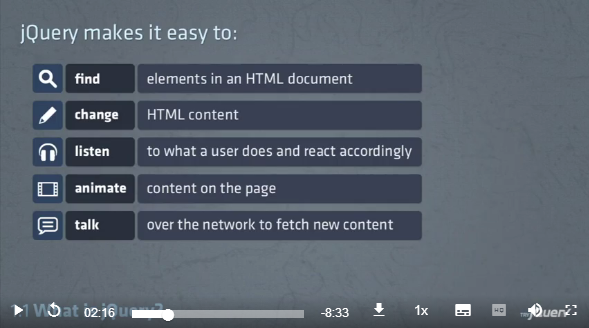 jQuery makes it easy to:
find elements in an HTML document
change HTML content
listen to what a user does and react accordingly
animate content on the page
talk over the network to fetch new content
1.1 What is jQuery?
02:16 -8:33 1x HD